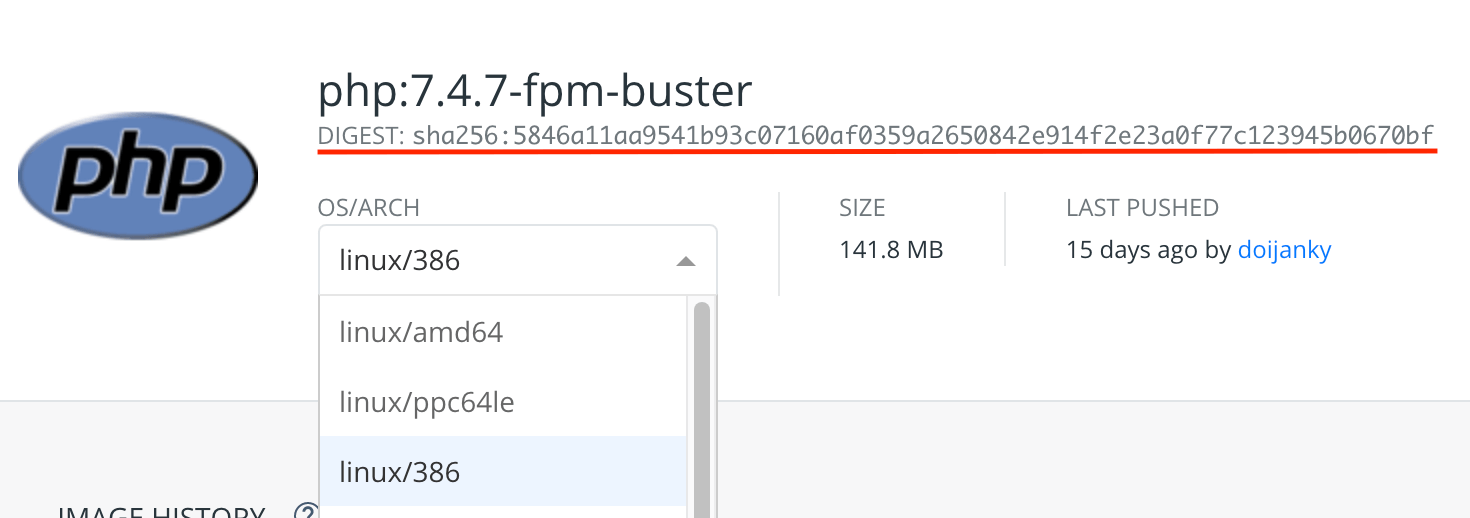 php
php:7.4.7-fpm-buster
DIGEST: sha256:5846a11aa9541b93c07160af0359a2650842e914f2e23a0f77c123945b0670bf
OS/ARCH
linux/386
linux/amd64
linux/ppc64le
linux/386
SIZE
141.8 MB
LAST PUSHED
15 days ago by doijanky
IMAGE HISTORY